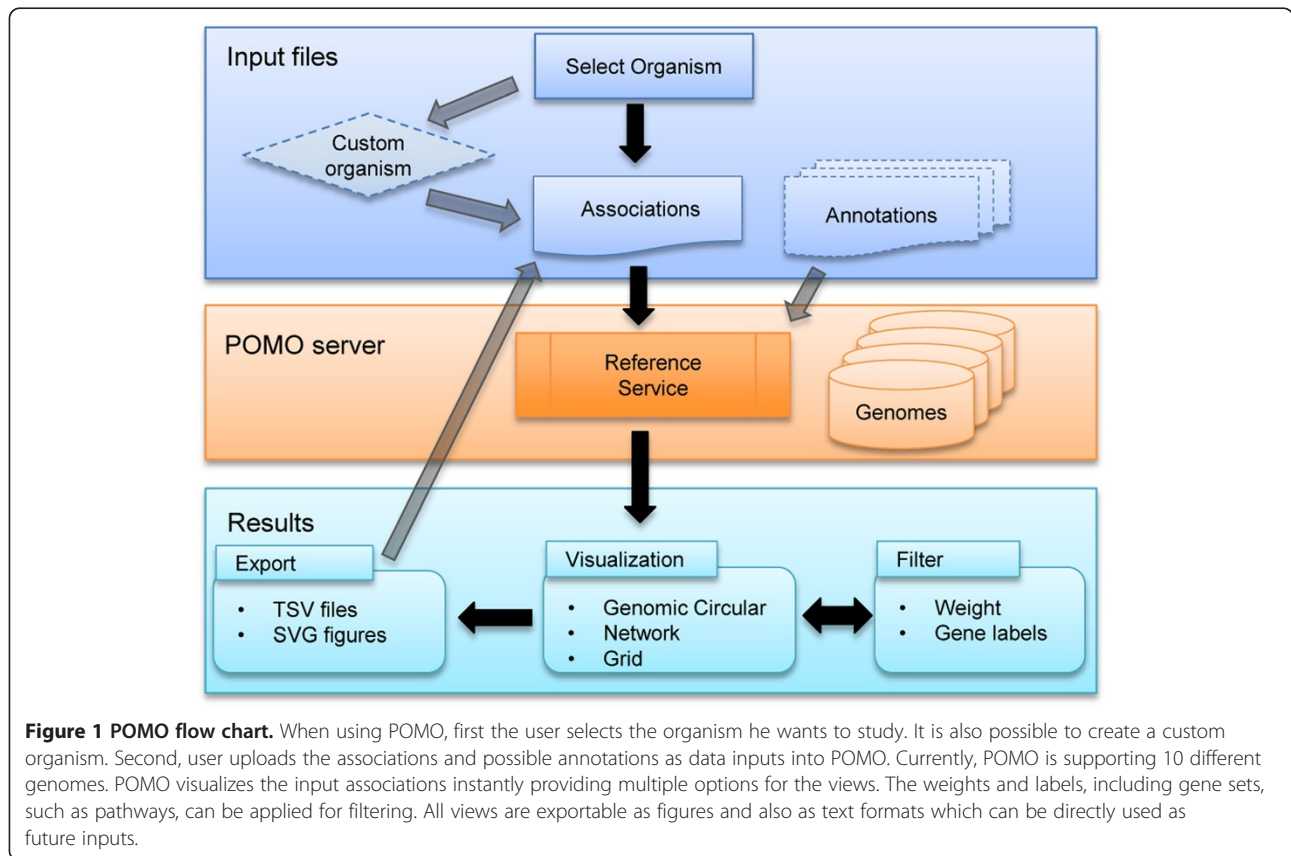 Input files
Select Organism
Custom
organism
Associations
Annotations
POMO server
Reference
Service
Genomes
Results
Export
• TSV files
• SVG figures
Visualization
• Genomic Circular
• Network
• Grid
Filter
• Weight
• Gene labels
Figure 1 POMO flow chart. When using POMO, first the user selects the organism he wants to study. It is also possible to create a custom
organism. Second, user uploads the associations and possible annotations as data inputs into POMO. Currently, POMO is supporting 10 different
genomes. POMO visualizes the input associations instantly providing multiple options for the views. The weights and labels, including gene sets,
such as pathways, can be applied for filtering. All views are exportable as figures and also as text formats which can be directly used as
future inputs.